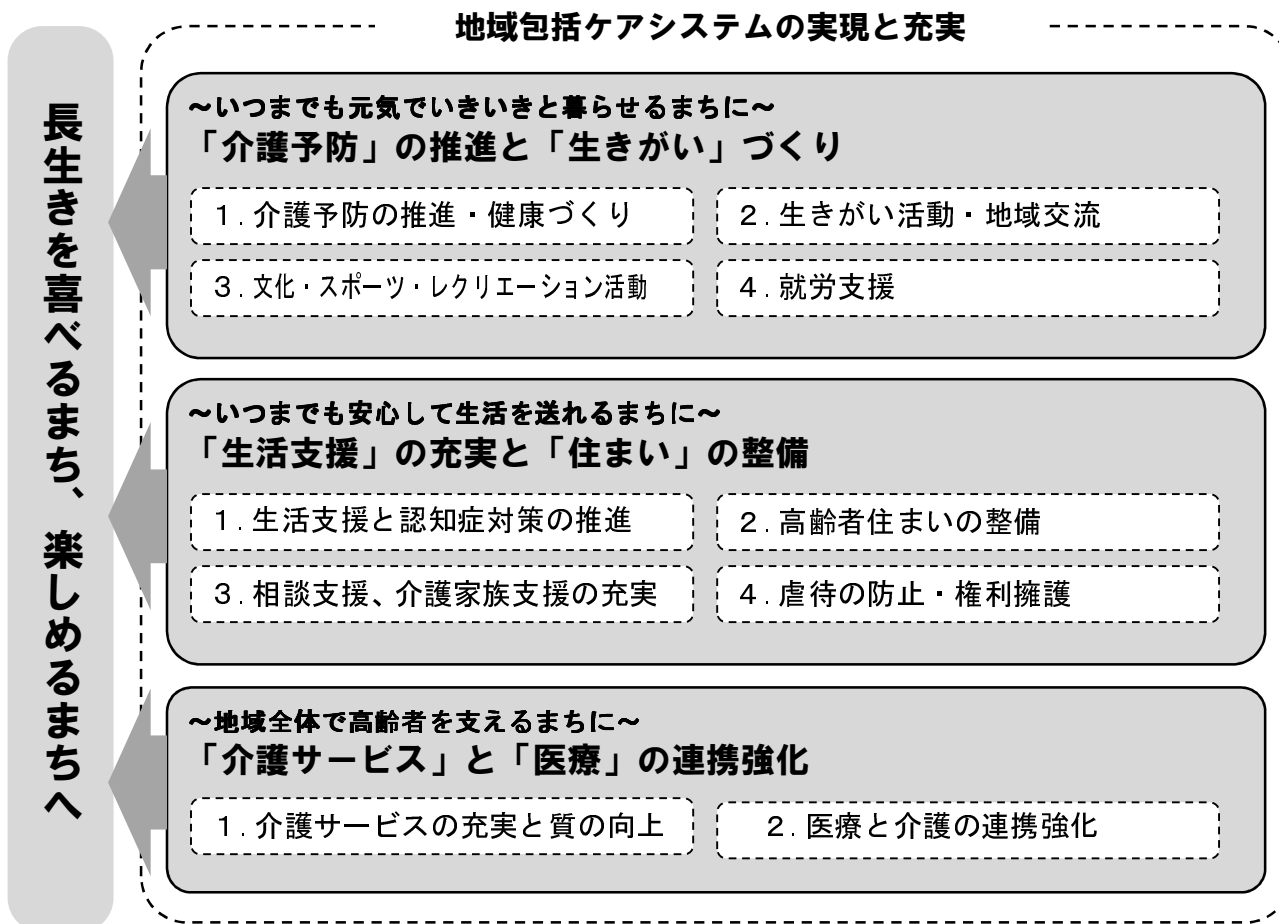 地域包括ケアシステムの実現と充実
長生きを喜べるまち、楽しめるまちへ
～いつまでも元気でいきいきと暮らせるまちに～
「介護予防」の推進と「生きがい」づくり
１．介護予防の推進・健康づくり
２．生きがい活動・地域交流
３．文化・スポーツ・レクリエーション活動
４．就労支援
～いつまでも安心して生活を送れるまちに～
「生活支援」の充実と「住まい」の整備
１．生活支援と認知症対策の推進
２．高齢者住まいの整備
３．相談支援、介護家族支援の充実
４．虐待の防止・権利擁護
～地域全体で高齢者を支えるまちに～
「介護サービス」と「医療」の連携強化
１．介護サービスの充実と質の向上
２．医療と介護の連携強化